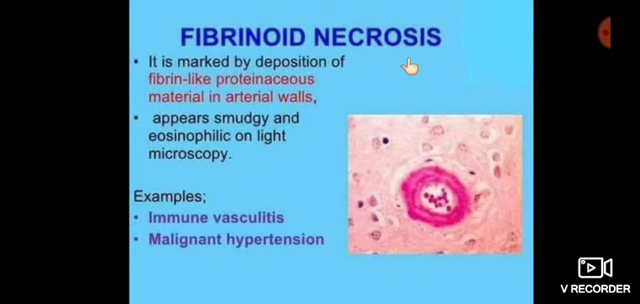 FIBRINOID NECROSIS
• It is marked by deposition of
fibrin-like proteinaceous
material in arterial walls,
• appears smudgy and
eosinophilic on light
microscopy.
Examples;
• Immune vasculitis
• Malignant hypertension
V RECORDER